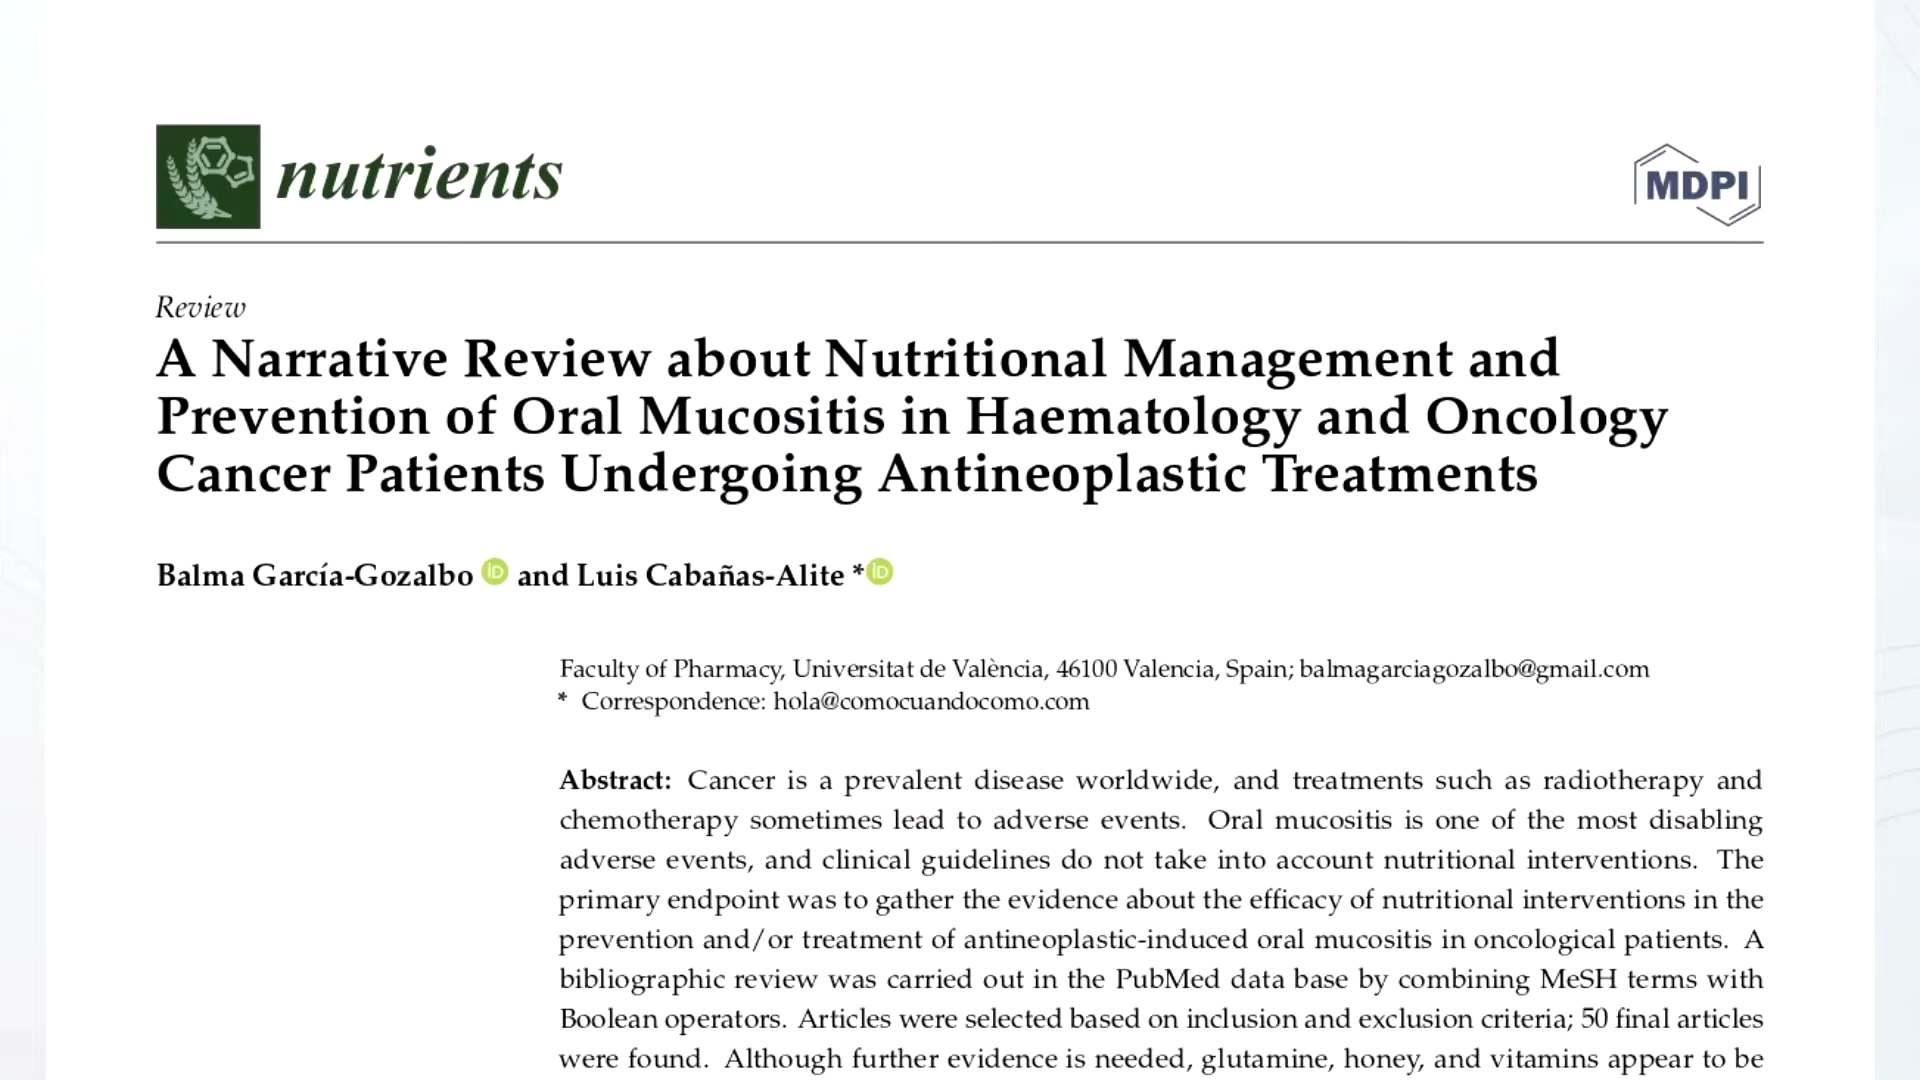 nutrients
MDPI
Review
A Narrative Review about Nutritional Management and
Prevention of Oral Mucositis in Haematology and Oncology
Cancer Patients Undergoing Antineoplastic Treatments
Balma García-Gozalbo iD and Luis Cabañas-Alite * iD
Faculty of Pharmacy, Universitat de València, 46100 Valencia, Spain; balmagarciagozalbo@gmail.com
* Correspondence: hola@comocuandocomo.com
Abstract: Cancer is a prevalent disease worldwide, and treatments such as radiotherapy and
chemotherapy sometimes lead to adverse events. Oral mucositis is one of the most disabling
adverse events, and clinical guidelines do not take into account nutritional interventions. The
primary endpoint was to gather the evidence about the efficacy of nutritional interventions in the
prevention and/or treatment of antineoplastic-induced oral mucositis in oncological patients. A
bibliographic review was carried out in the PubMed data base by combining MeSH terms with
Boolean operators. Articles were selected based on inclusion and exclusion criteria; 50 final articles
were found. Although further evidence is needed, glutamine, honey, and vitamins appear to be